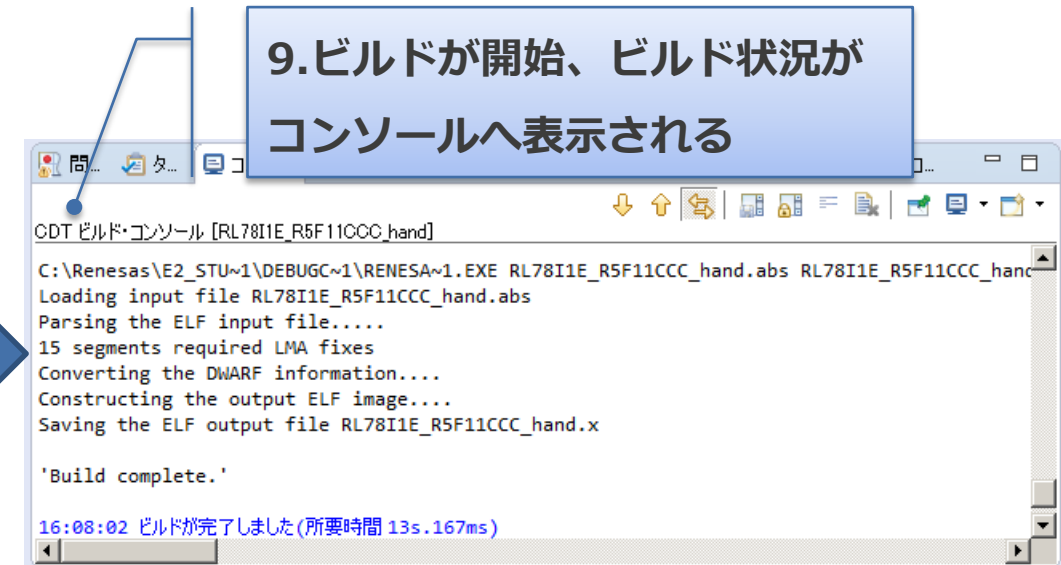 9.ビルドが開始、ビルド状況が
コンソールへ表示される
問... タ... コ
CDT ビルド・コンソール [RL78I1E_R5F11CCC_hand]
C:\Renesas\E2_STU~1\DEBUGC~1\RENESA~1.EXE RL78I1E_R5F11CCC_hand.abs RL78I1E_R5F11CCC_hand
Loading input file RL78I1E_R5F11CCC_hand.abs
Parsing the ELF input file.....
15 segments required LMA fixes
Converting the DWARF information....
Constructing the output ELF image....
Saving the ELF output file RL78I1E_R5F11CCC_hand.x
'Build complete.'
16:08:02 ビルドが完了しました(所要時間 13s.167ms)